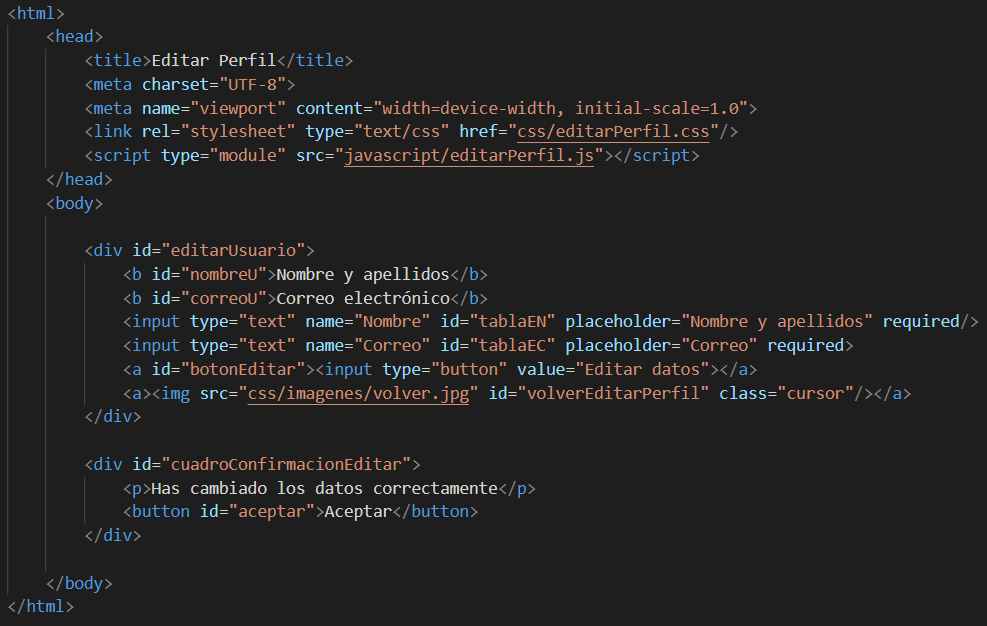 <html>
<head>
<title>Editar Perfil</title>
<meta charset="UTF-8">
<meta name="viewport" content="width=device-width, initial-scale=1.0">
<link rel="stylesheet" type="text/css" href="css/editarPerfil.css"/>
<script type="module" src="javascript/editarPerfil.js"></script>
</head>
<body>
<div id="editarUsuario">
<b id="nombreU">Nombre y apellidos</b>
<b id="correoU">Correo electrónico</b>
<input type="text" name="Nombre" id="tablaEN" placeholder="Nombre y apellidos" required/>
<input type="text" name="Correo" id="tablaEC" placeholder="Correo" required>
<a id="botonEditar"><input type="button" value="Editar datos"></a>
<a><img src="css/imagenes/volver.jpg" id="volverEditarPerfil" class="cursor"/></a>
</div>
<div id="cuadroConfirmacionEditar">
<p>Has cambiado los datos correctamente</p>
<button id="aceptar">Aceptar</button>
</div>
</body>
</html>